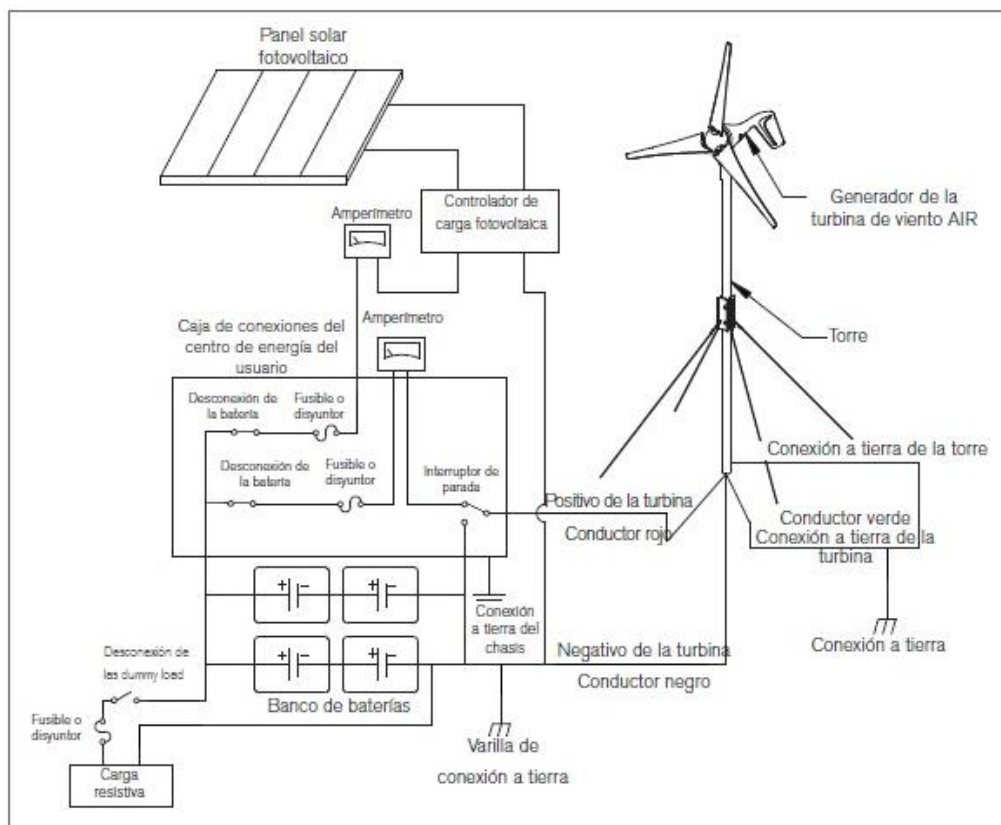 Panel solar
fotovoltaico
Amperímetro
Controlador de
carga fotovoltaica
Generador de la
turbina de viento AIR
Torre
Caja de conexiones del
centro de energía del
usuario
Amperímetro
Desconexión de
la batería
Fusible o
disyuntor
Desconexión de
la batería
Fusible o
disyuntor
Interruptor de
parada
Positivo de la turbina
Conductor rojo
Conexión a tierra de la torre
Conductor verde
Conexión a tierra de la
turbina
Conexión a tierra
+ -
+ -
Conexión
a tierra del
chasis
+ -
+ -
Banco de baterías
Negativo de la turbina
Conductor negro
Desconexión de
las dummy load
Fusible o
disyuntor
Carga
resistiva
Varilla de
conexión a tierra